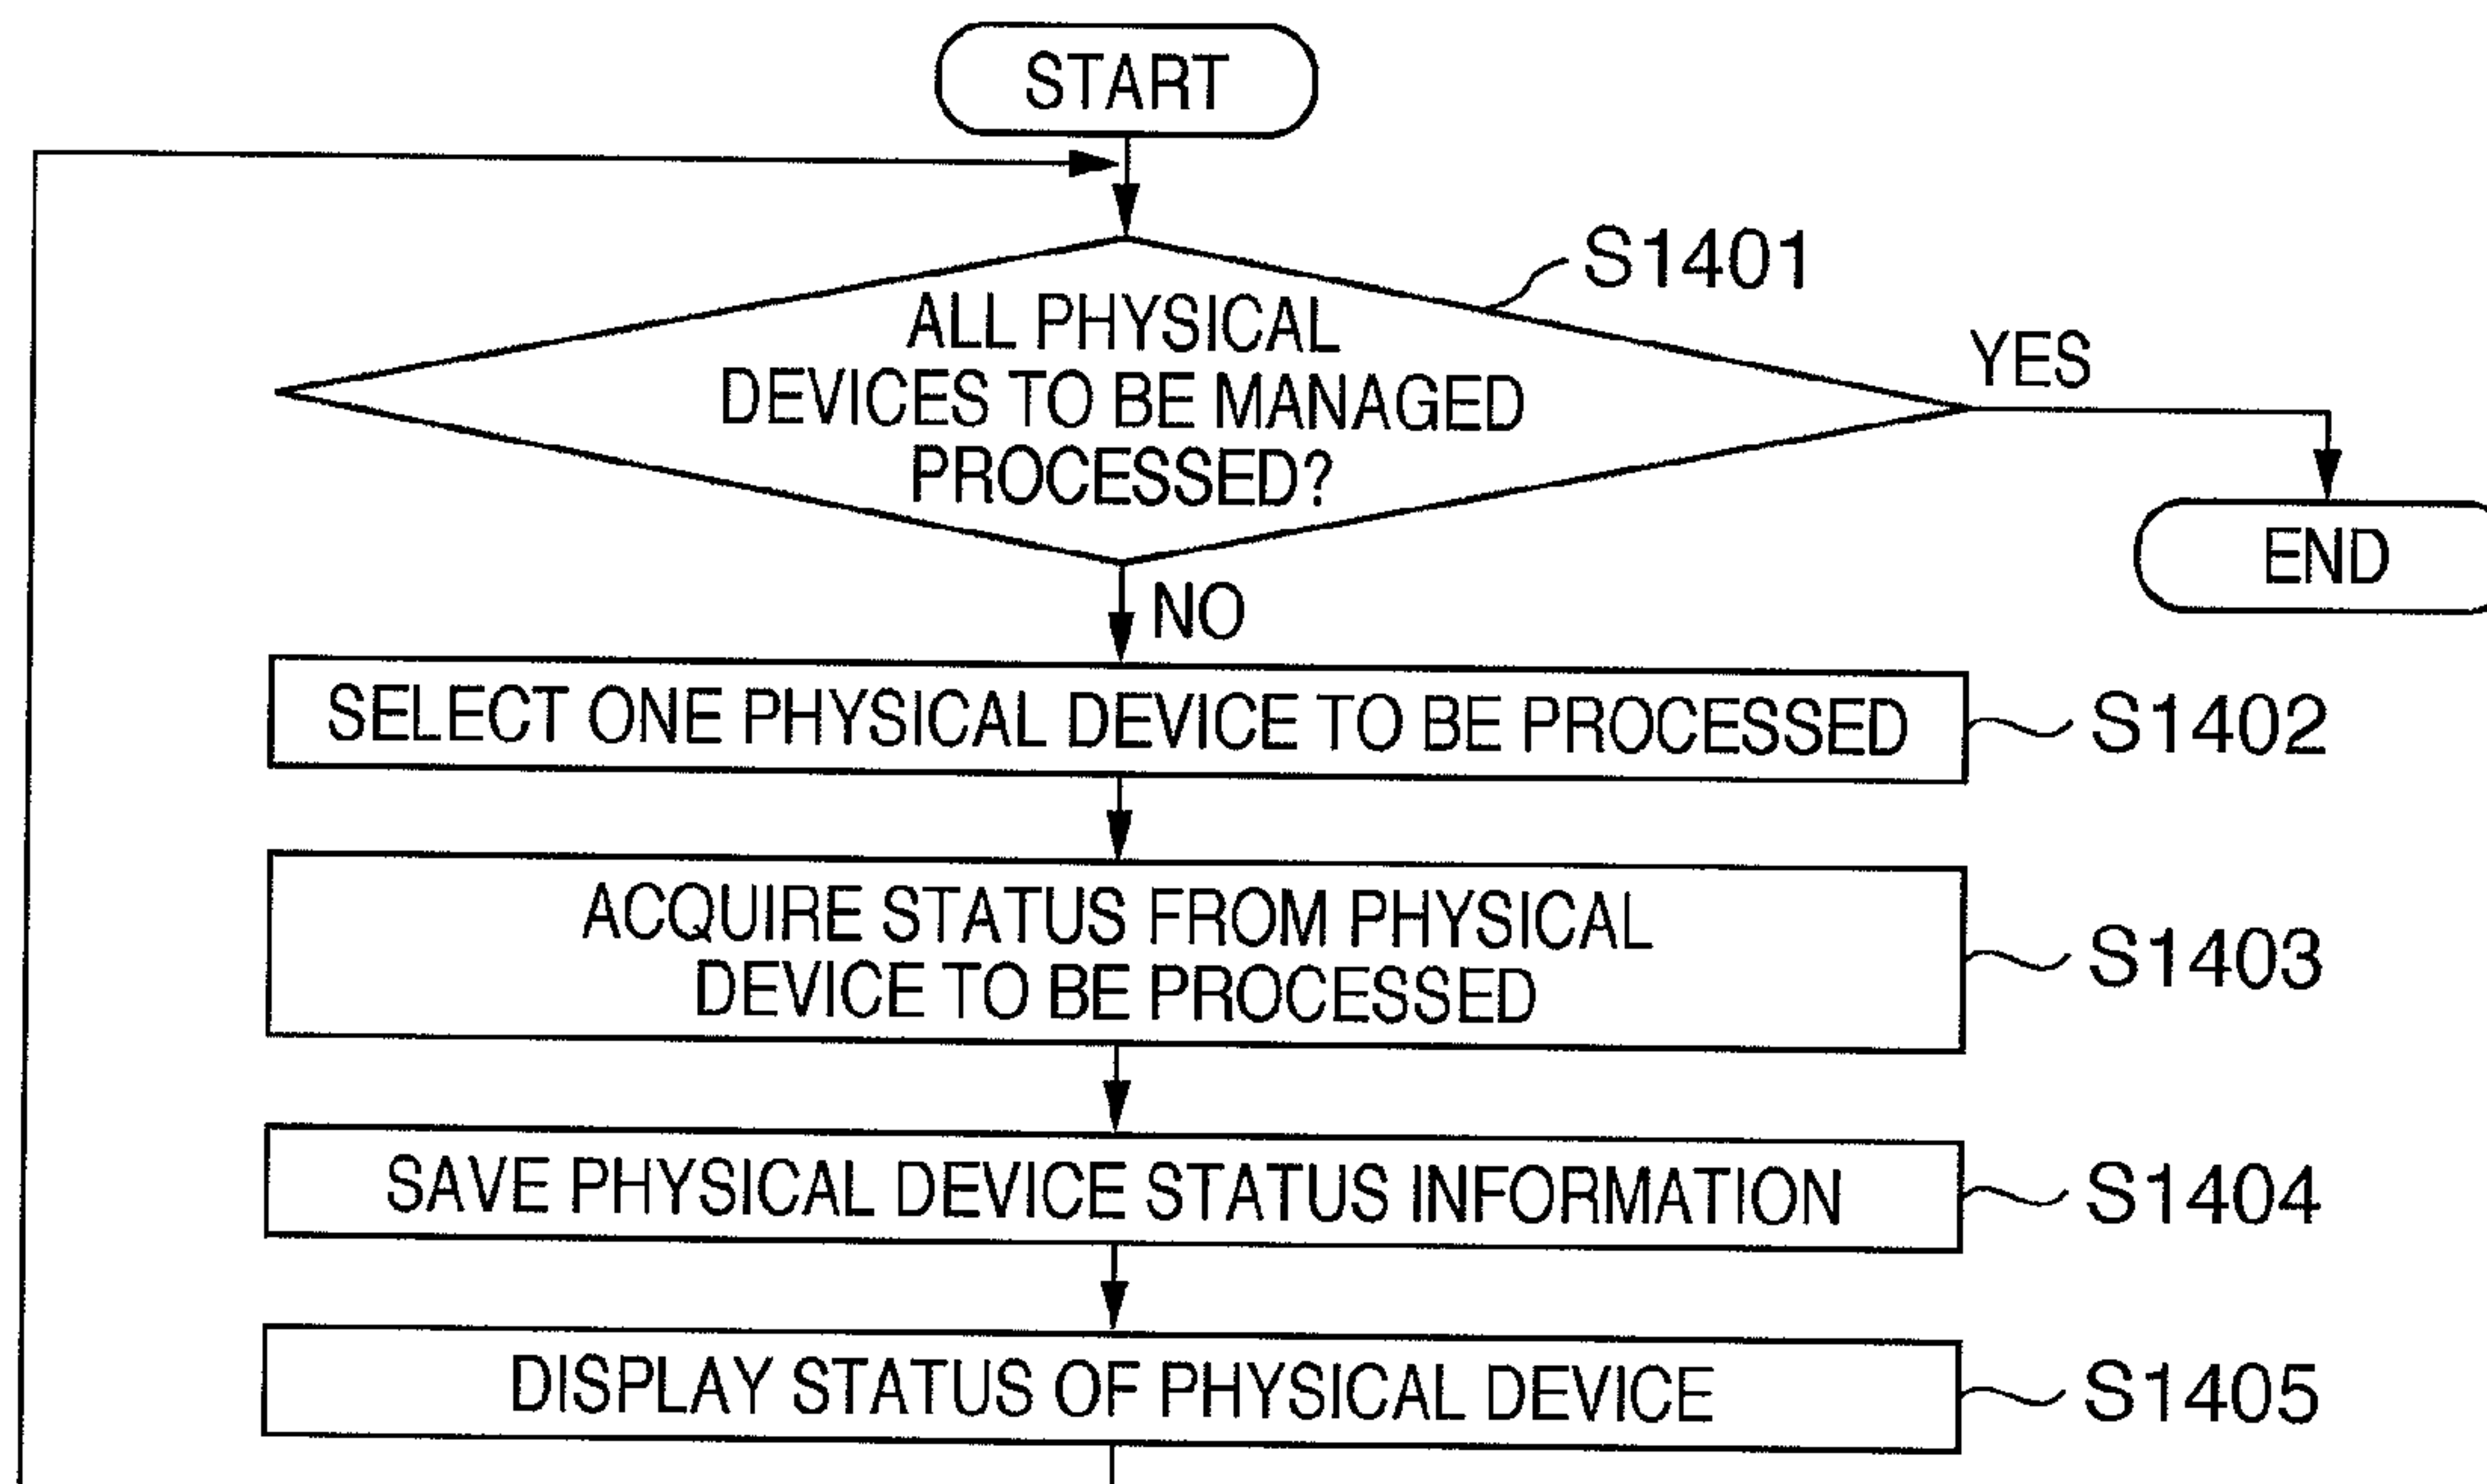 START
S1401
ALL PHYSICAL
DEVICES TO BE MANAGED
PROCESSED?
YES
END
NO
SELECT ONE PHYSICAL DEVICE TO BE PROCESSED
S1402
ACQUIRE STATUS FROM PHYSICAL
DEVICE TO BE PROCESSED
S1403
SAVE PHYSICAL DEVICE STATUS INFORMATION
S1404
DISPLAY STATUS OF PHYSICAL DEVICE
S1405